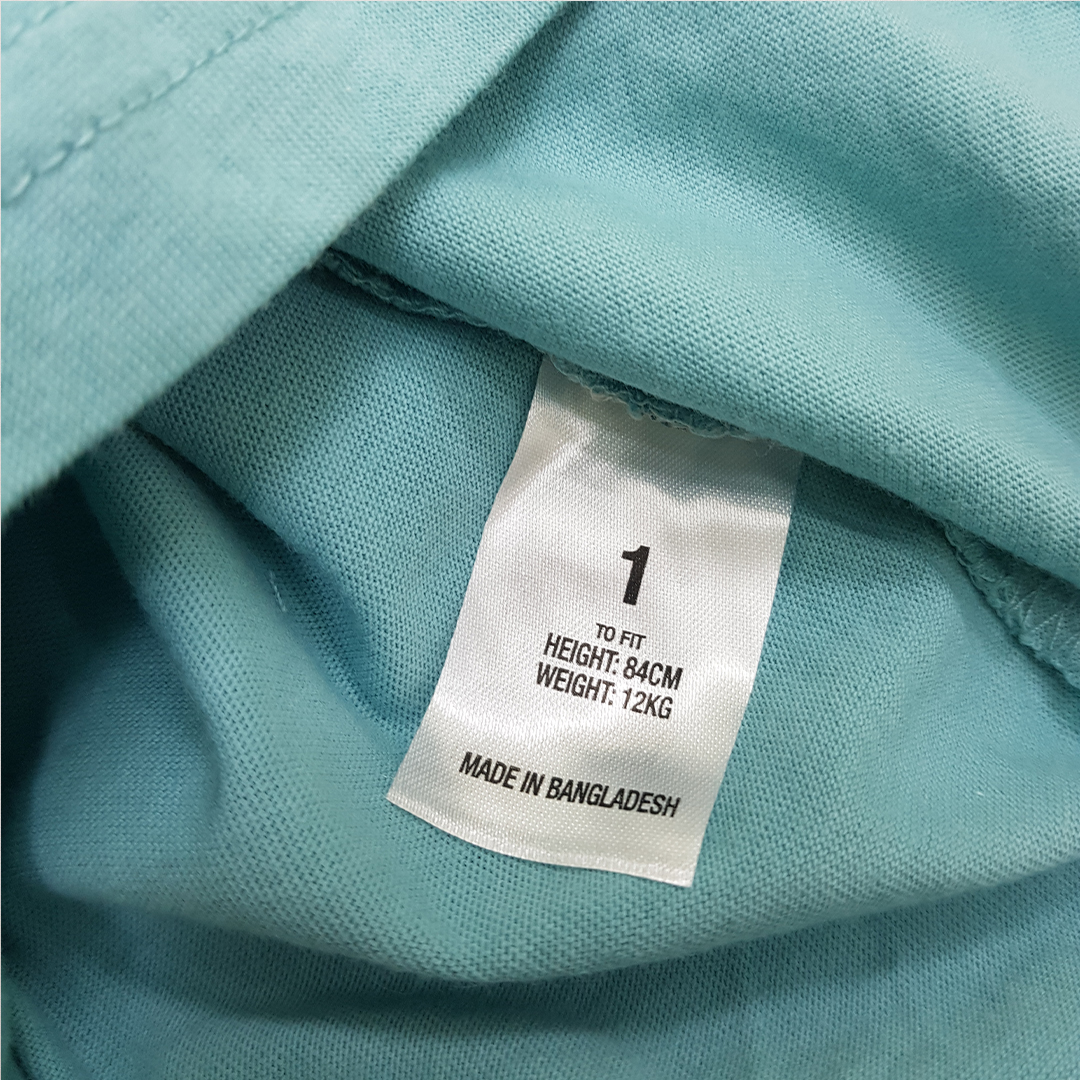 1
TO FIT
HEIGHT: 84CM
WEIGHT: 12KG
MADE IN BANGLADESH